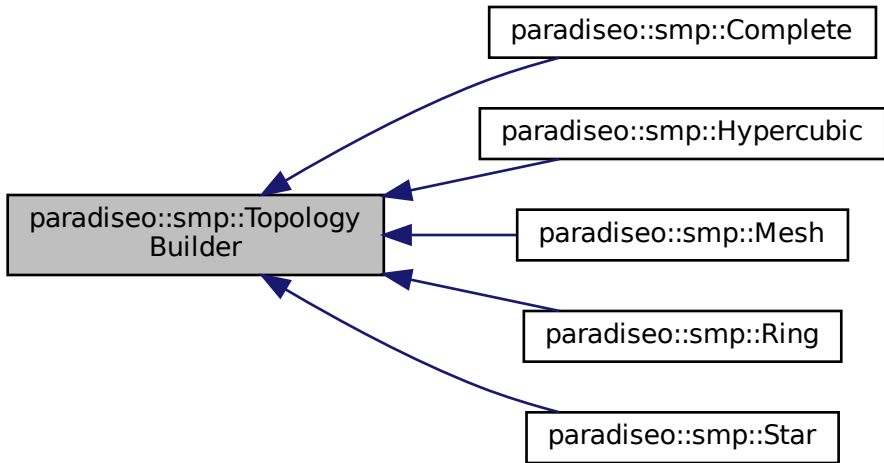 paradiseo::smp::Complete
paradiseo::smp::Hypercubic
paradiseo::smp::Topology
Builder
paradiseo::smp::Mesh
paradiseo::smp::Ring
paradiseo::smp::Star